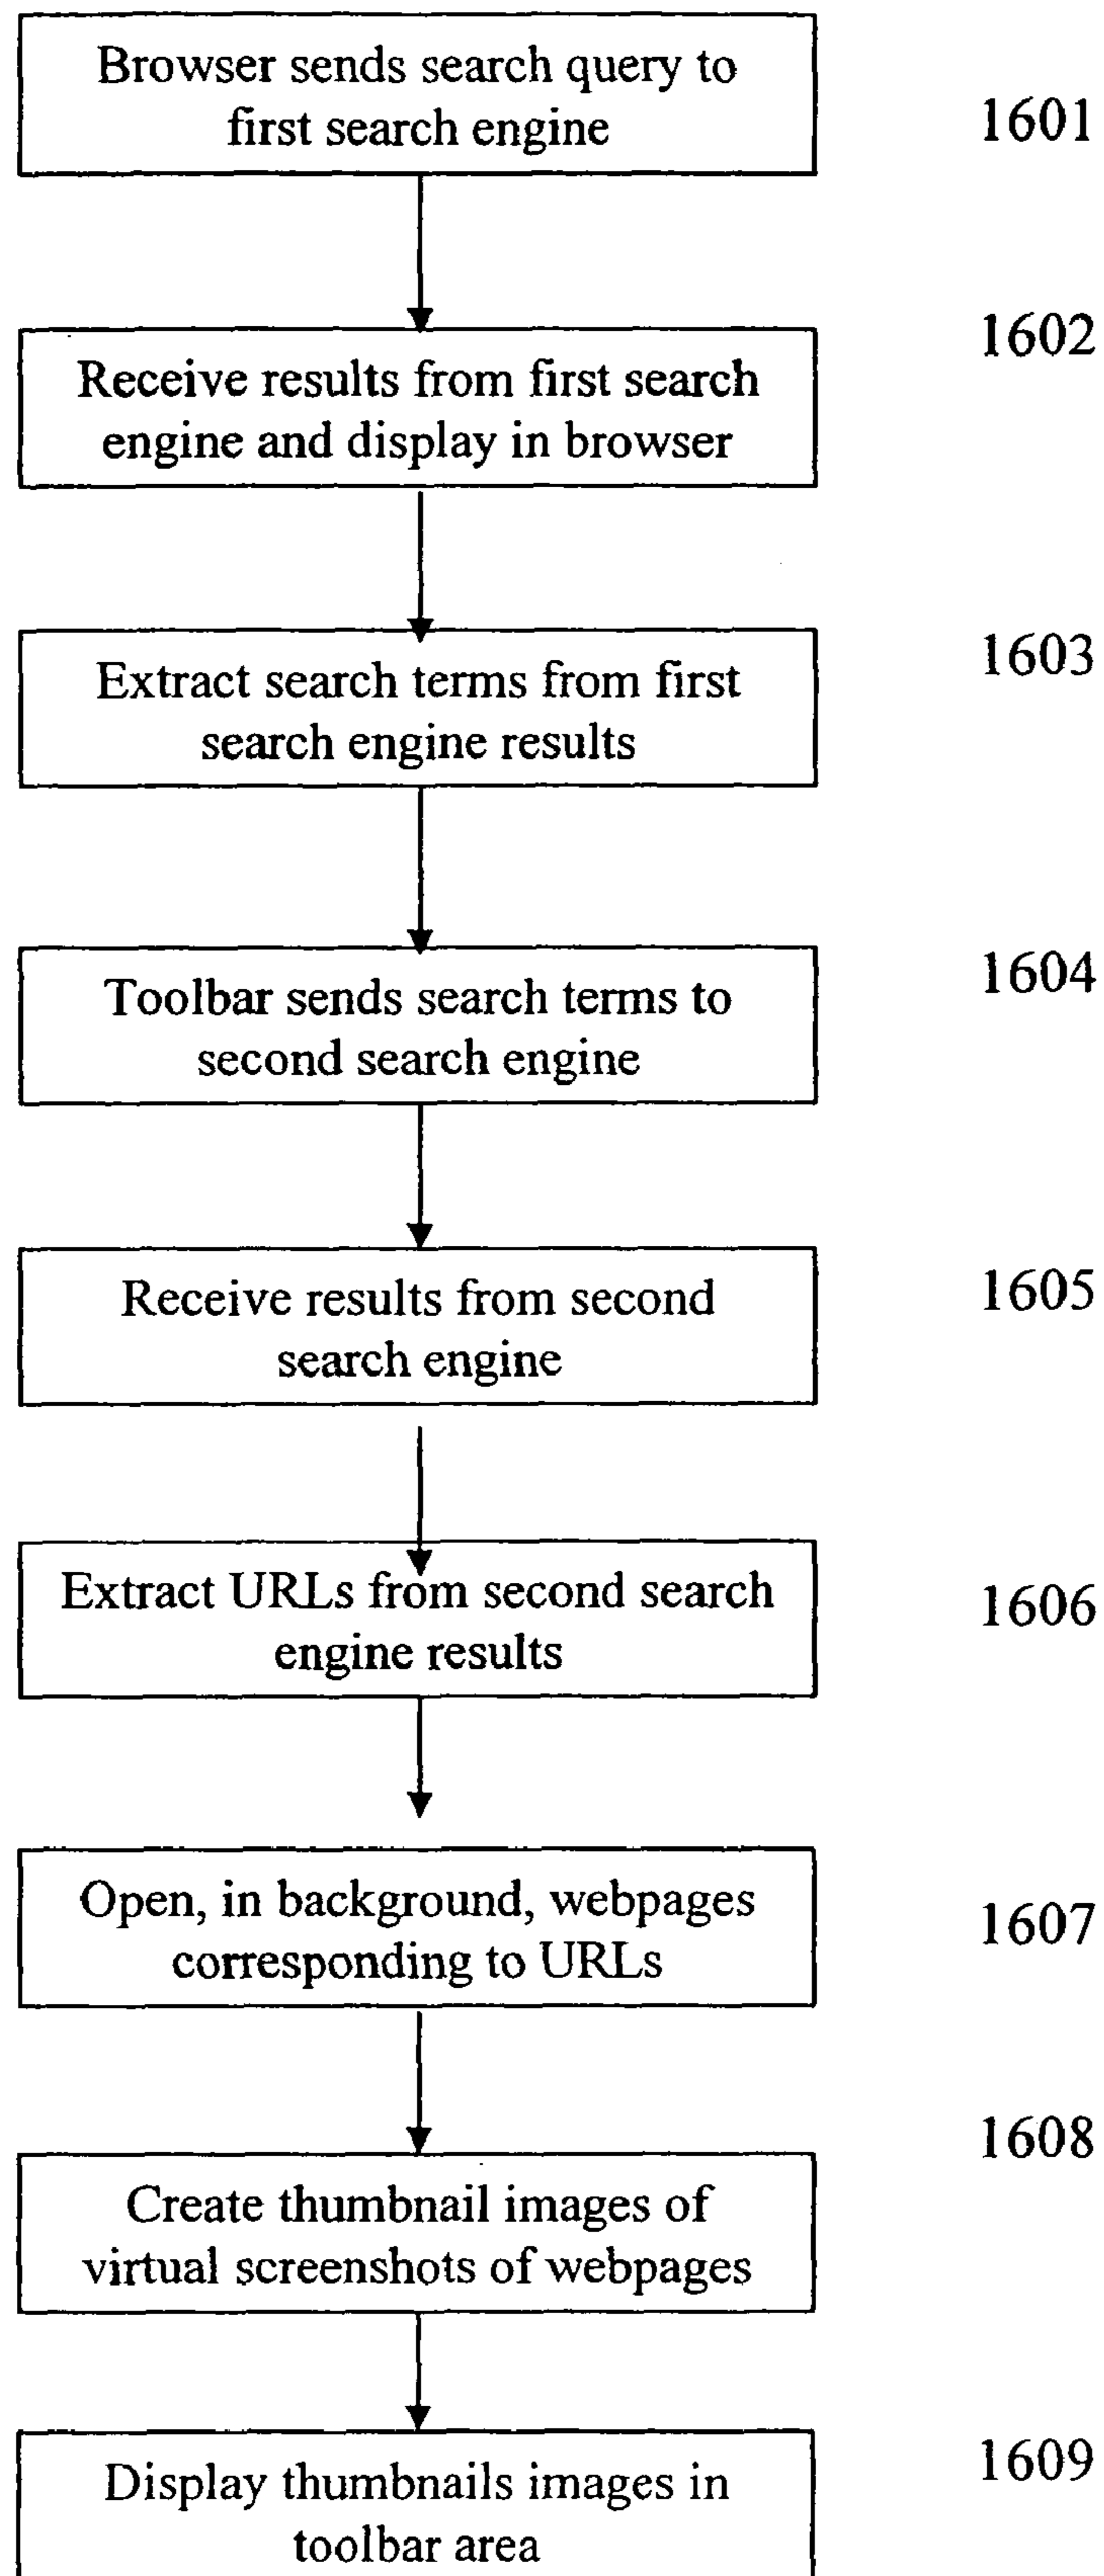 Browser sends search query to
first search engine
1601
Receive results from first search
engine and display in browser
1602
Extract search terms from first
search engine results
1603
Toolbar sends search terms to
second search engine
1604
Receive results from second
search engine
1605
Extract URLs from second search
engine results
1606
Open, in background, webpages
corresponding to URLs
1607
Create thumbnail images of
virtual screenshots of webpages
1608
Display thumbnails images in
toolbar area
1609